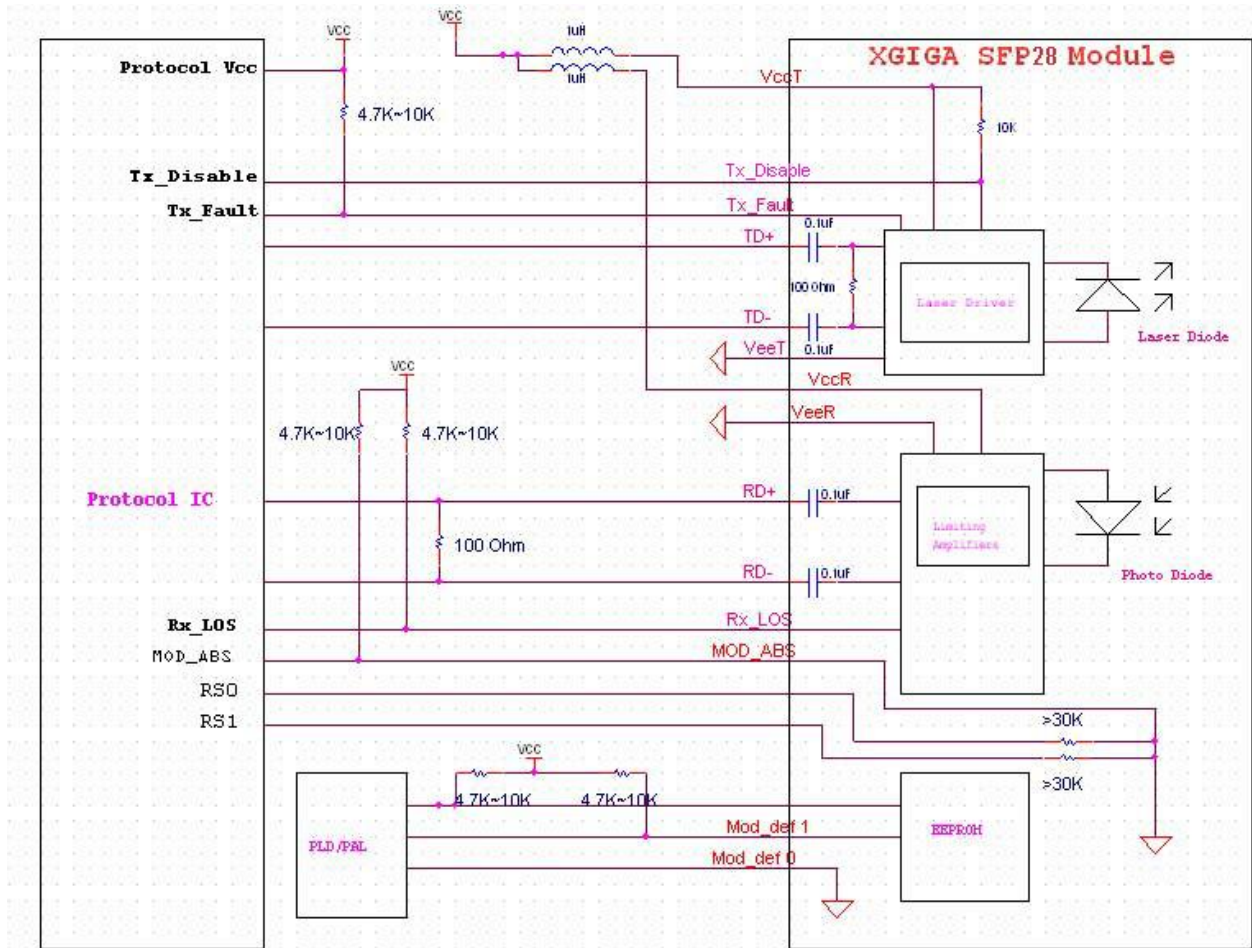 VCC
VCC
1uH
1uH
XGIGA SFP28 Module
Protocol Vcc
VccT
4.7K~10K
10K
Tx_Disable
Tx_Disable
Tx_Fault
Tx_Fault
0.1uF
TD+
100 Ohm
Laser Driver
TD-
Laser Diode
VeeT
0.1uF
VCC
VccR
VeeR
4.7K~10K
4.7K~10K
Protocol IC
RD+
0.1uF
100 Ohm
Limiting
Amplifiers
RD-
0.1uF
Photo Diode
Rx_LOS
Rx_LOS
MOD_ABS
MOD_ABS
RS0
RS1
>30K
VCC
>30K
4.7K~10K
4.7K~10K
Mod_def 1
EEPROM
PLD/PAL
Mod_def 0